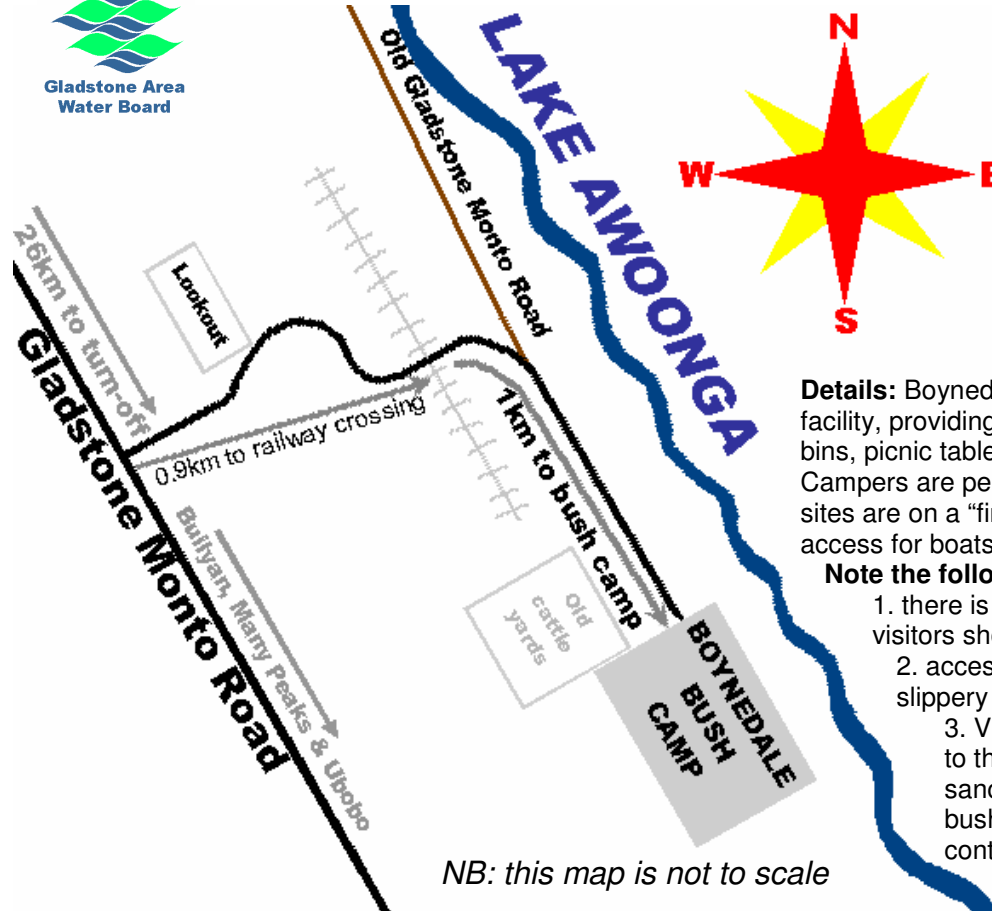 Gladstone Area
Water Board
LAKE AWOONGA
Old Gladstone Monto Road
N
W
E
S
26km to turn-off
Lookout
Gladstone Monto Road
0.9km to railway crossing
1km to bush camp
Builyan, Many Peaks & Ubobo
Old
cattle
yards
BOYNEDALE
BUSH
CAMP
NB: this map is not to scale
Details: Boyned
facility, providing
bins, picnic table
Campers are pe
sites are on a “fir
access for boats
Note the follo
1. there is
visitors sho
2. acces
slippery
3. V
to th
sanc
bush
cont